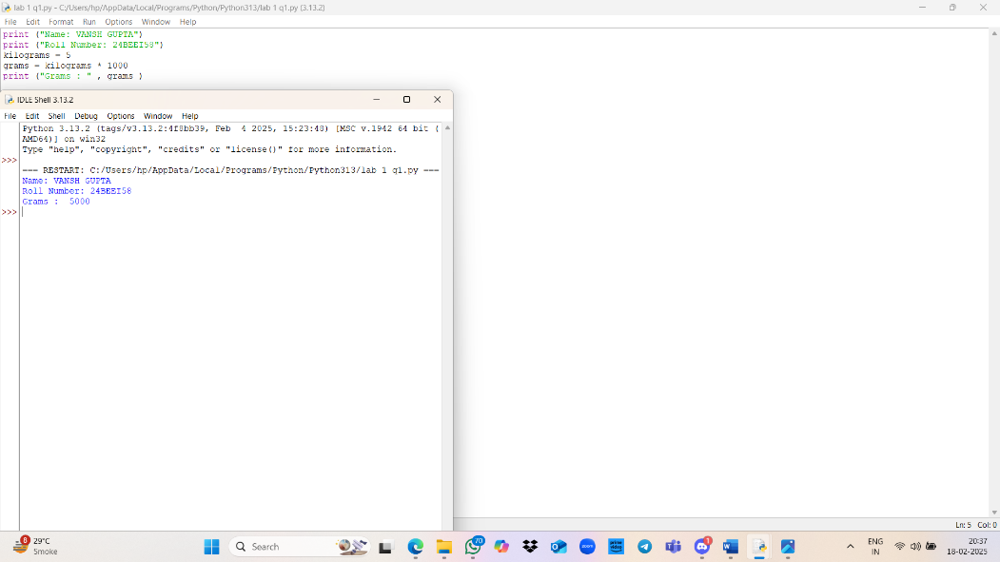 lab 1 q1.py - C:/Users/hp/AppData/Local/Programs/Python/Python313/lab 1 q1.py (3.13.2)
File Edit Format Run Options Window Help
print ("Name: VANSH GUPTA")
print ("Roll Number: 24BEEI58")
kilograms = 5
grams = kilograms * 1000
print ("Grams : " , grams )
IDLE Shell 3.13.2
File Edit Shell Debug Options Window Help
Python 3.13.2 (tags/v3.13.2:4f8bb39, Feb  4 2025, 15:23:48) [MSC v.1942 64 bit (
AMD64)] on win32
Type "help", "copyright", "credits" or "license()" for more information.
>>>
=== RESTART: C:/Users/hp/AppData/Local/Programs/Python/Python313/lab 1 q1.py ===
Name: VANSH GUPTA
Roll Number: 24BEEI58
Grams :  5000
>>>
Ln: 5 Col: 0
8
29°C
Smoke
Search
70
zoom
prime video
1
ENG
IN
20:37
18-02-2025